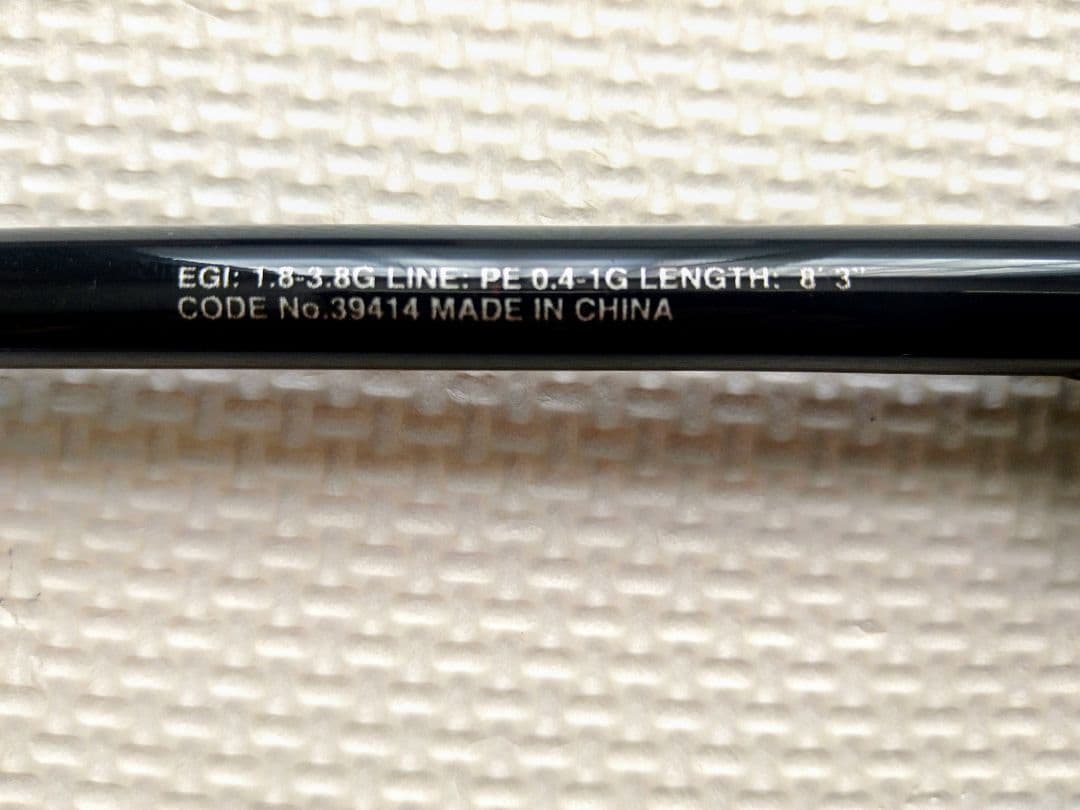 EGI: 1.8-3.8G LINE: PE 0.4-1G LENGTH: 8' 3"
CODE No.39414 MADE IN CHINA